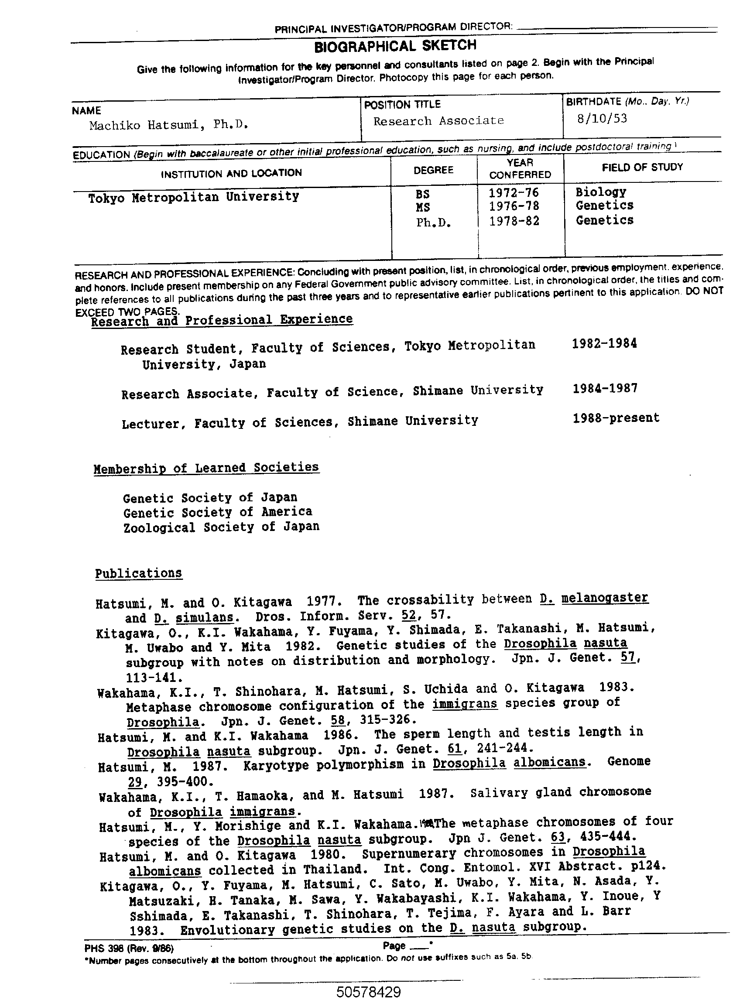 PRINCIPAL INVESTIGATOR/PROGRAM DIRECTOR:
BIOGRAPHICAL SKETCH
Give the following information for the key personnel and consultants listed on page 2. Begin with the Principal
Investigator/Program Director. Photocopy this page for each person.
NAME POSITION TITLE BIRTHDATE (Mo., Day, Yr.)
Machiko Hatsumi, Ph.D. Research Associate 8/10/53
EDUCATION (Begin with baccalaureate or other initial professional education, such as nursing, and include postdoctoral training.)
INSTITUTION AND LOCATION DEGREE YEAR CONFERRED FIELD OF STUDY
Tokyo Metropolitan University BS 1972-76 Biology
MS 1976-78 Genetics
Ph.D. 1978-82 Genetics
RESEARCH AND PROFESSIONAL EXPERIENCE: Concluding with present position, list, in chronological order, previous employment, experience,
and honors. Include present membership on any Federal Government public advisory committee. List, in chronological order, the titles and com-
plete references to all publications during the past three years and to representative earlier publications pertinent to this application. DO NOT
EXCEED TWO PAGES.
Research and Professional Experience
Research Student, Faculty of Sciences, Tokyo Metropolitan 1982-1984
University, Japan
Research Associate, Faculty of Science, Shimane University 1984-1987
Lecturer, Faculty of Sciences, Shimane University 1988-present
Membership of Learned Societies
Genetic Society of Japan
Genetic Society of America
Zoological Society of Japan
Publications
Hatsumi, M. and O. Kitagawa 1977. The crossability between D. melanogaster
and D. simulans. Dros. Inform. Serv. 52, 57.
Kitagawa, O., K.I. Wakahama, Y. Fuyama, Y. Shimada, E. Takanashi, M. Hatsumi,
M. Uwabo and Y. Mita 1982. Genetic studies of the Drosophila nasuta
subgroup with notes on distribution and morphology. Jpn. J. Genet. 57,
113-141.
Wakahama, K.I., T. Shinohara, M. Hatsumi, S. Uchida and O. Kitagawa 1983.
Metaphase chromosome configuration of the immigrans species group of
Drosophila. Jpn. J. Genet. 58, 315-326.
Hatsumi, M. and K.I. Wakahama 1986. The sperm length and testis length in
Drosophila nasuta subgroup. Jpn. J. Genet. 61, 241-244.
Hatsumi, M. 1987. Karyotype polymorphism in Drosophila albomicans. Genome
29, 395-400.
Wakahama, K.I., T. Hamaoka, and M. Hatsumi 1987. Salivary gland chromosome
of Drosophila immigrans.
Hatsumi, M., Y. Morishige and K.I. Wakahama. The metaphase chromosomes of four
species of the Drosophila nasuta subgroup. Jpn J. Genet. 63, 435-444.
Hatsumi, M. and O. Kitagawa 1980. Supernumerary chromosomes in Drosophila
albomicans collected in Thailand. Int. Cong. Entomol. XVI Abstract. p124.
Kitagawa, O., Y. Fuyama, M. Hatsumi, C. Sato, M. Uwabo, Y. Mita, N. Asada, Y.
Matsuzaki, H. Tanaka, M. Sawa, Y. Wakabayashi, K.I. Wakahama, Y. Inoue, Y
Sshimada, E. Takanashi, T. Shinohara, T. Tejima, F. Ayara and L. Barr
1983. Envolutionary genetic studies on the D. nasuta subgroup.
PHS 398 (Rev. 9/86) Page *
*Number pages consecutively at the bottom throughout the application. Do not use suffixes such as 5a, 5b.
50578429